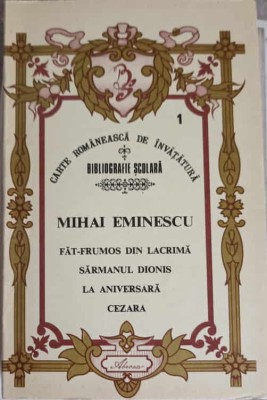 1
CARTE ROMÂNEASCĂ DE ÎNVĂȚĂTURĂ
BIBLIOGRAFIE ȘCOLARĂ
MIHAI EMINESCU
FĂT-FRUMOS DIN LACRIMĂ
SĂRMANUL DIONIS
LA ANIVERSARĂ
CEZARA